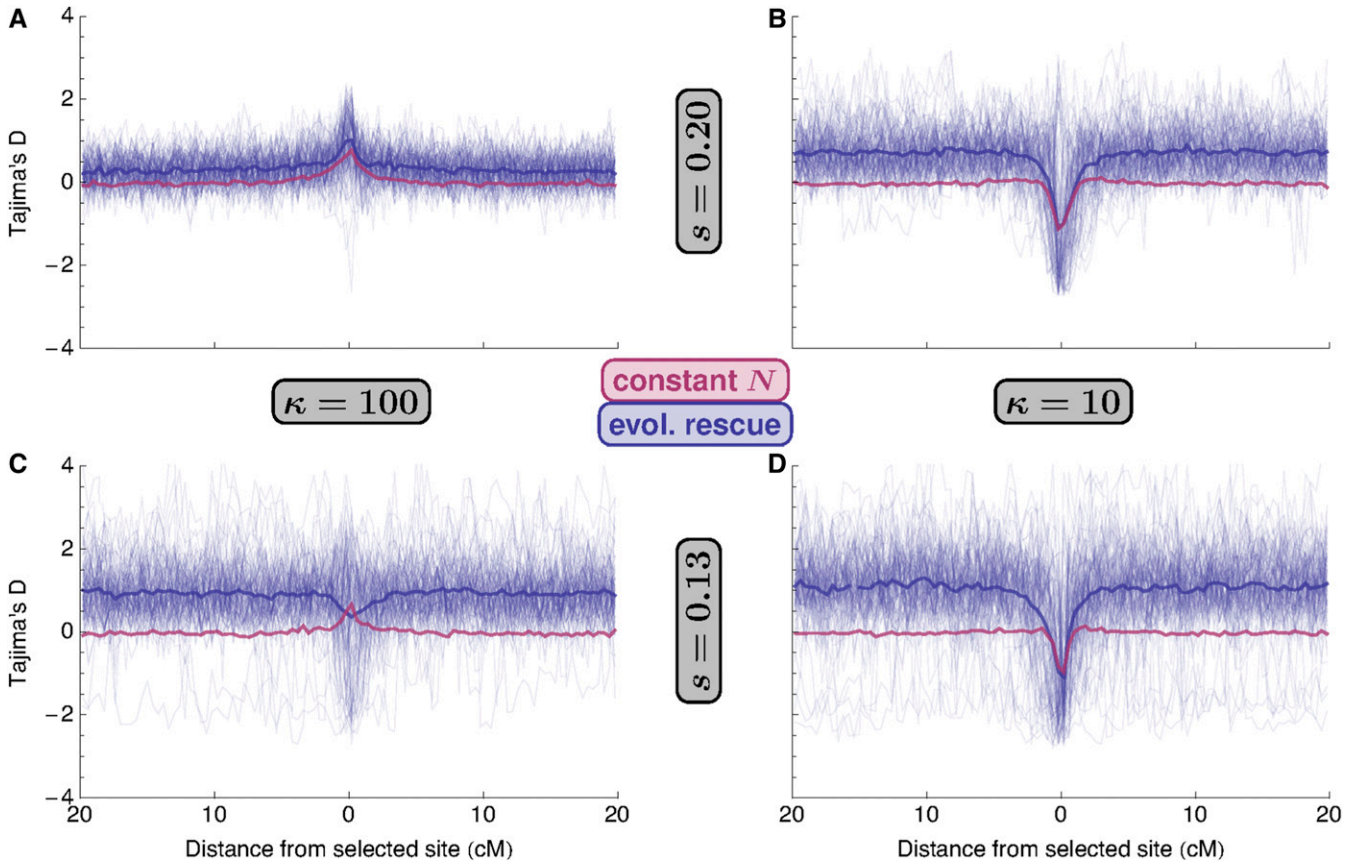 A
B
4
2
0
−2
−4
Tajima's D
s = 0.20
κ = 100
constant N
evol. rescue
κ = 10
C
D
4
2
0
−2
−4
Tajima's D
s = 0.13
20 10 0 10 20
20 10 0 10 20
Distance from selected site (cM)
Distance from selected site (cM)